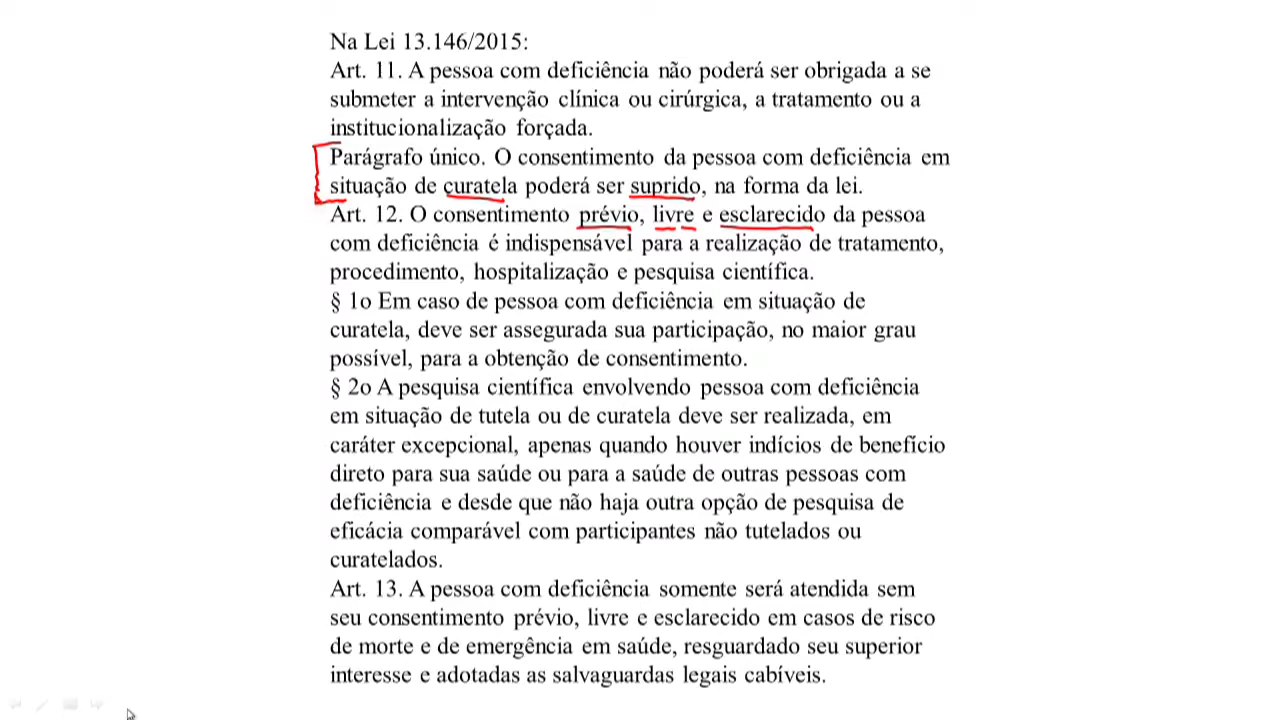 Na Lei 13.146/2015:
Art. 11. A pessoa com deficiência não poderá ser obrigada a se
submeter a intervenção clínica ou cirúrgica, a tratamento ou a
institucionalização forçada.
Parágrafo único. O consentimento da pessoa com deficiência em
situação de curatela poderá ser suprido, na forma da lei.
Art. 12. O consentimento prévio, livre e esclarecido da pessoa
com deficiência é indispensável para a realização de tratamento,
procedimento, hospitalização e pesquisa científica.
§ 1o Em caso de pessoa com deficiência em situação de
curatela, deve ser assegurada sua participação, no maior grau
possível, para a obtenção de consentimento.
§ 2o A pesquisa científica envolvendo pessoa com deficiência
em situação de tutela ou de curatela deve ser realizada, em
caráter excepcional, apenas quando houver indícios de benefício
direto para sua saúde ou para a saúde de outras pessoas com
deficiência e desde que não haja outra opção de pesquisa de
eficácia comparável com participantes não tutelados ou
curatelados.
Art. 13. A pessoa com deficiência somente será atendida sem
seu consentimento prévio, livre e esclarecido em casos de risco
de morte e de emergência em saúde, resguardado seu superior
interesse e adotadas as salvaguardas legais cabíveis.